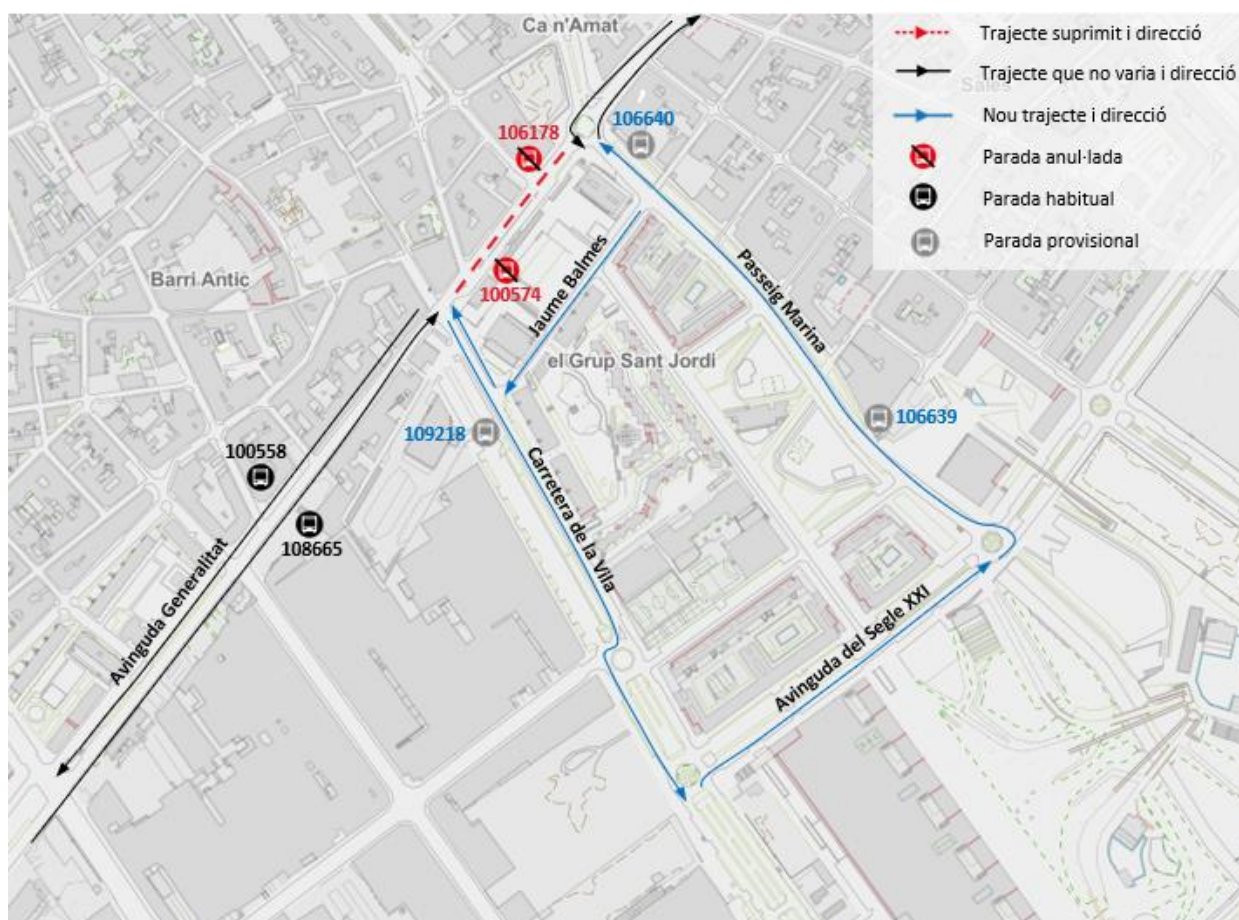 Ca n'Amat
Trajecte suprimit i direcció
Trajecte que no varia i direcció
Sales
Nou trajecte i direcció
Parada anul·lada
Parada habitual
Parada provisional
106178
106640
Barri Antic
100574
Jaume Balmes
Passeig Marina
el Grup Sant Jordi
106639
109218
100558
108665
Carretera de la Vila
Avinguda Generalitat
Avinguda del Segle XXI